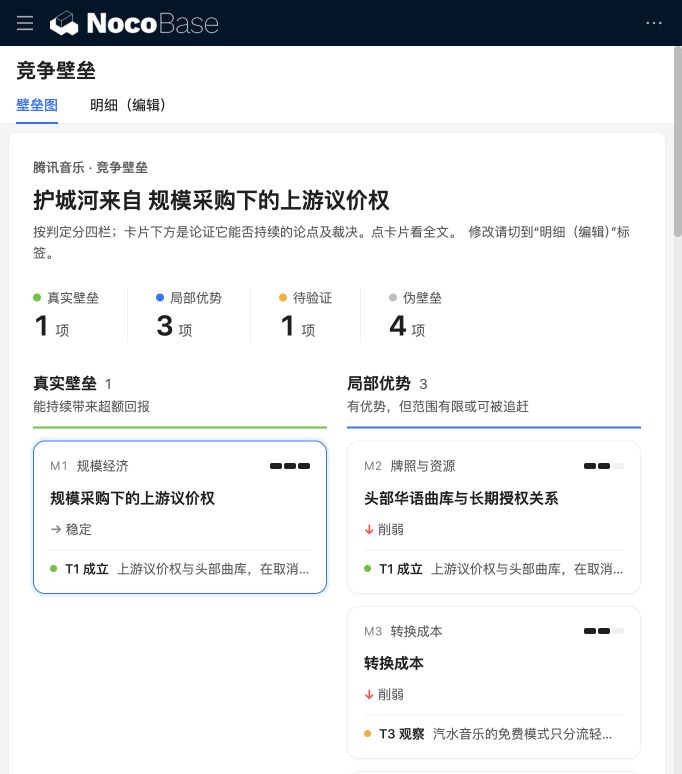 NocoBase
竞争壁垒
壁垒图 明细（编辑）
腾讯音乐 · 竞争壁垒
护城河来自 规模采购下的上游议价权
按判定分四栏；卡片下方是论证它能否持续的论点及裁决。点卡片看全文。 修改请切到“明细（编辑）”标
签。
真实壁垒 局部优势 待验证 伪壁垒
1 项 3 项 1 项 4 项
真实壁垒 1
能持续带来超额回报
M1 规模经济
规模采购下的上游议价权
→ 稳定
T1 成立 上游议价权与头部曲库，在取消...
局部优势 3
有优势，但范围有限或可被追赶
M2 牌照与资源
头部华语曲库与长期授权关系
↓ 削弱
T1 成立 上游议价权与头部曲库，在取消...
M3 转换成本
转换成本
↓ 削弱
T3 观察 汽水音乐的免费模式只分流轻...